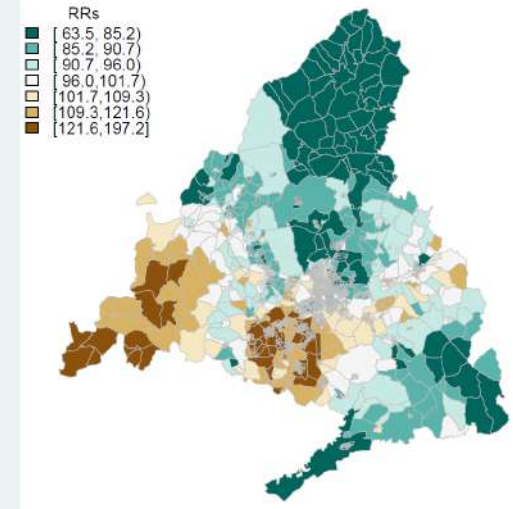 RRs
[ 63.5, 85.2)
[ 85.2, 90.7)
[ 90.7, 96.0)
[ 96.0,101.7)
[101.7,109.3)
[109.3,121.6)
[121.6,197.2]